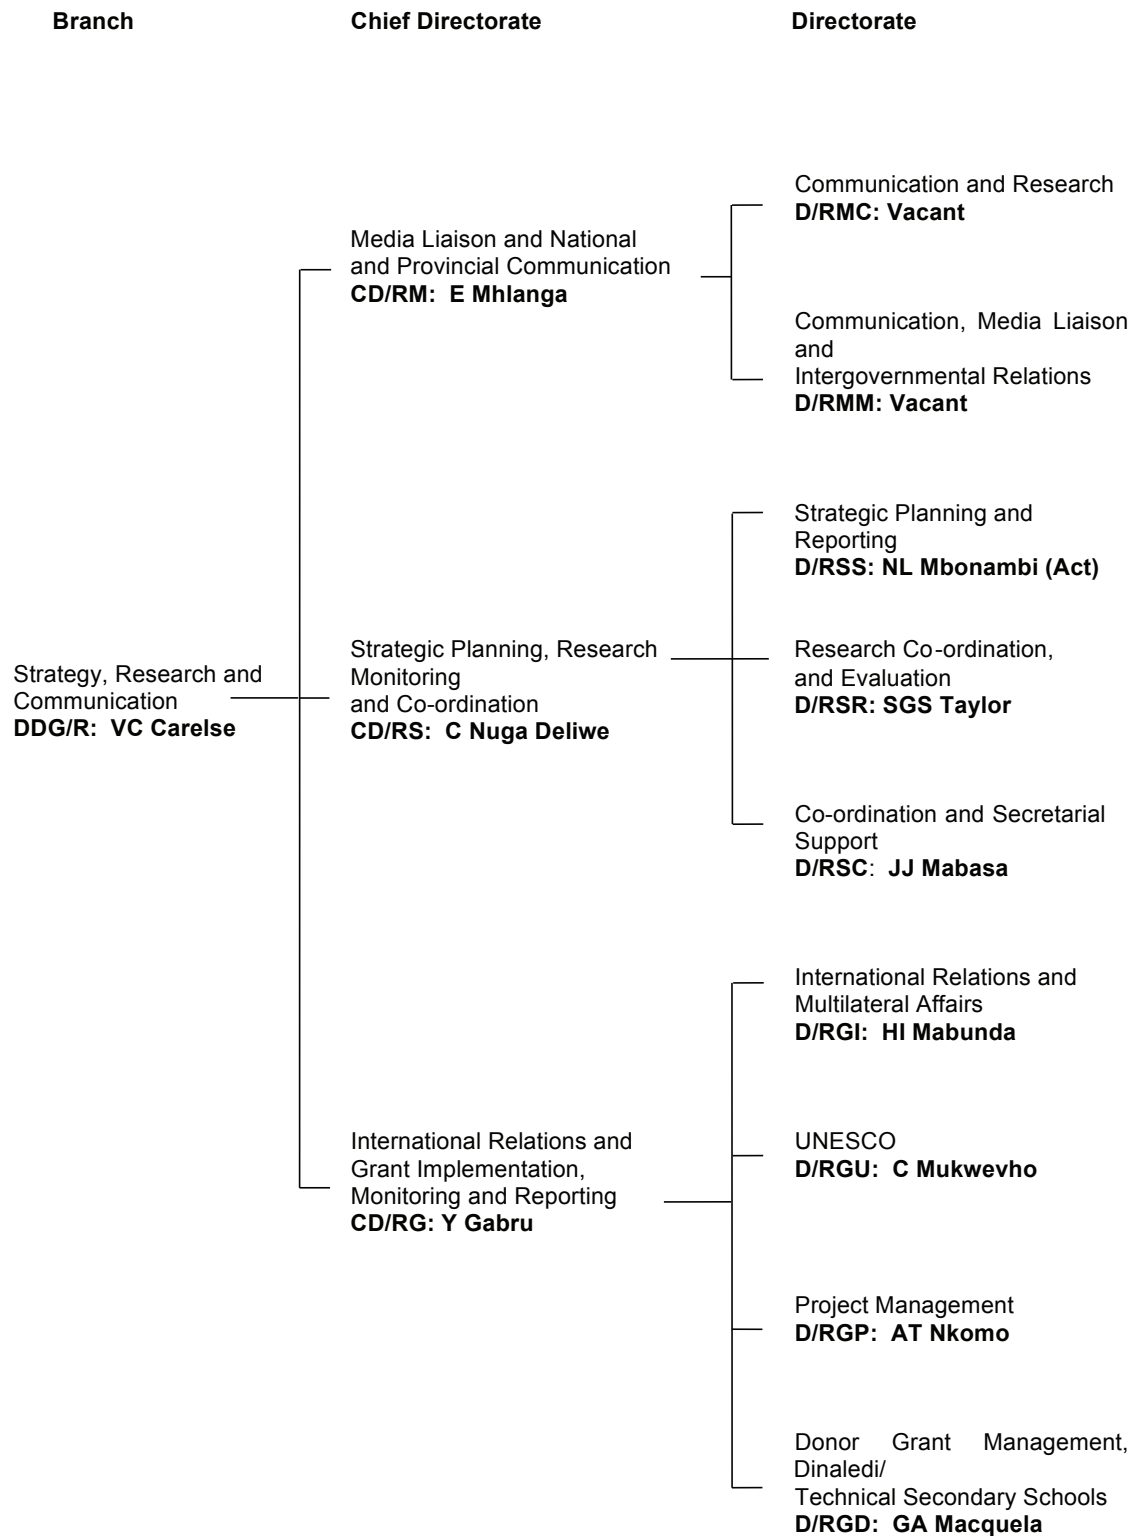 Branch
Chief Directorate
Directorate
Communication and Research
D/RMC: Vacant
Media Liaison and National
and Provincial Communication
CD/RM: E Mhlanga
Communication, Media Liaison
and
Intergovernmental Relations
D/RMM: Vacant
Strategic Planning and
Reporting
D/RSS: NL Mbonambi (Act)
Strategy, Research and
Communication
DDG/R: VC Carelse
Strategic Planning, Research
Monitoring
and Co-ordination
CD/RS: C Nuga Deliwe
Research Co-ordination,
and Evaluation
D/RSR: SGS Taylor
Co-ordination and Secretarial
Support
D/RSC: JJ Mabasa
International Relations and
Multilateral Affairs
D/RGI: HI Mabunda
International Relations and
Grant Implementation,
Monitoring and Reporting
CD/RG: Y Gabru
UNESCO
D/RGU: C Mukwevho
Project Management
D/RGP: AT Nkomo
Donor Grant Management,
Dinaledi/
Technical Secondary Schools
D/RGD: GA Macquela